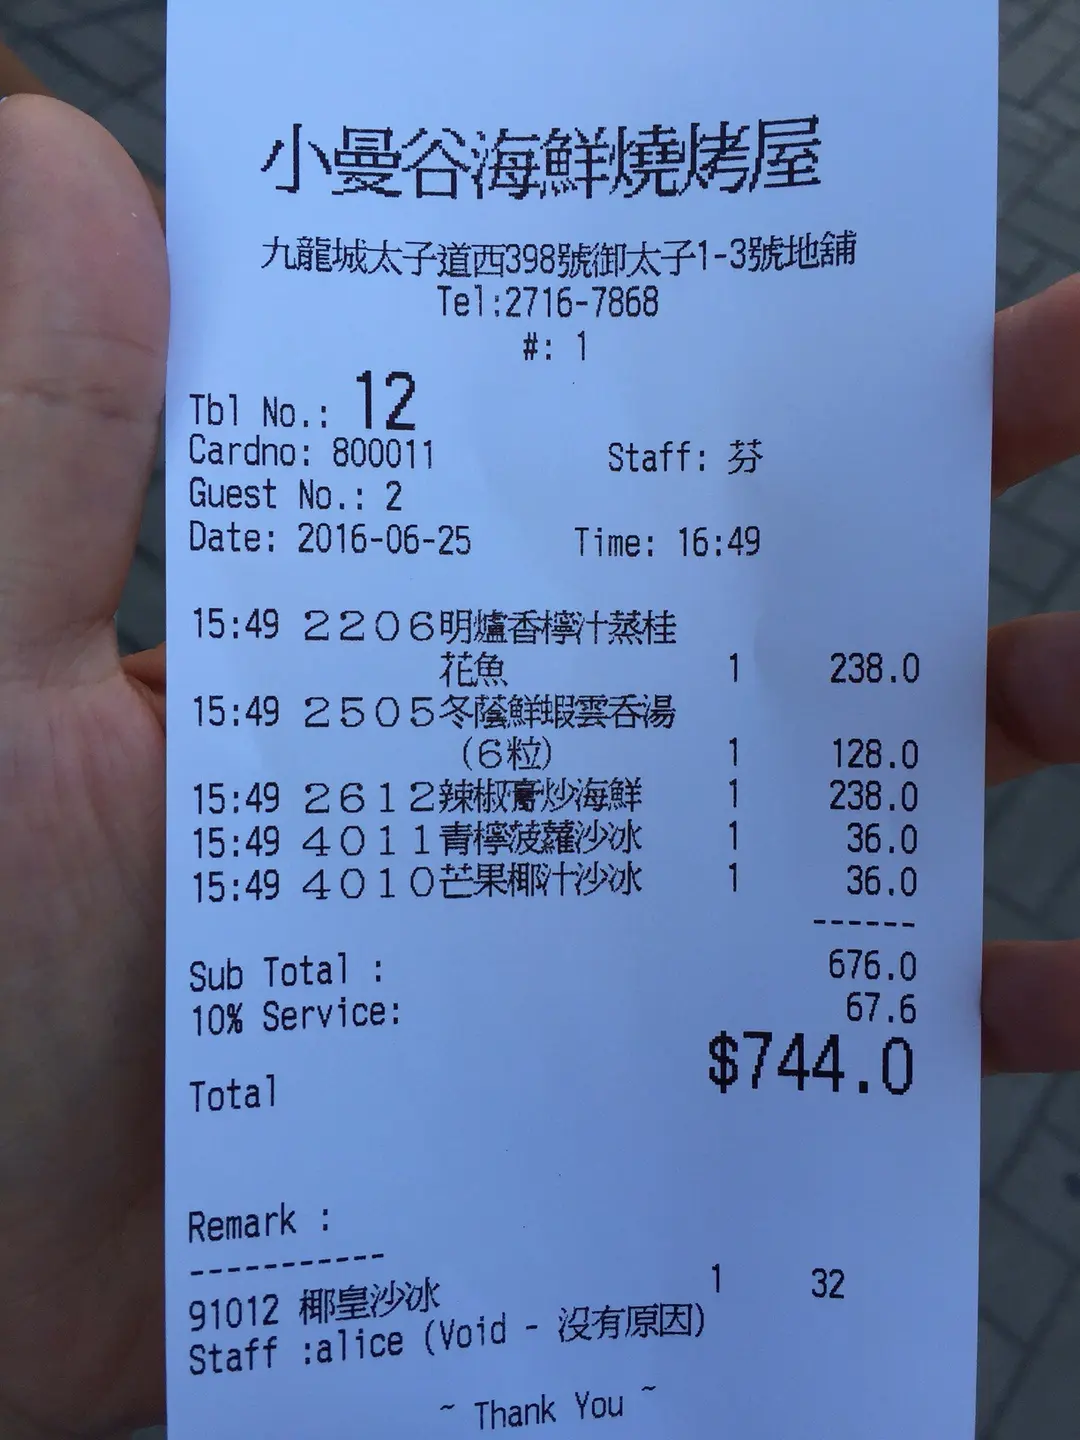 小曼谷海鮮燒烤屋
九龍城太子道西398號御太子1-3號地舖
Tel:2716-7868
#: 1
Tbl No.: 12
Cardno: 800011 Staff: 芬
Guest No.: 2
Date: 2016-06-25 Time: 16:49
15:49 2206明爐香檸汁蒸桂
花魚 1 238.0
15:49 2505冬蔭鮮蝦雲吞湯
(6粒) 1 128.0
15:49 2612辣椒膏炒海鮮 1 238.0
15:49 4011青檸菠蘿沙冰 1 36.0
15:49 4010芒果椰汁沙冰 1 36.0
------
Sub Total : 676.0
10% Service: 67.6
Total $744.0
Remark :
-----------
91012 椰皇沙冰 1 32
Staff :alice (Void - 沒有原因)
~ Thank You ~